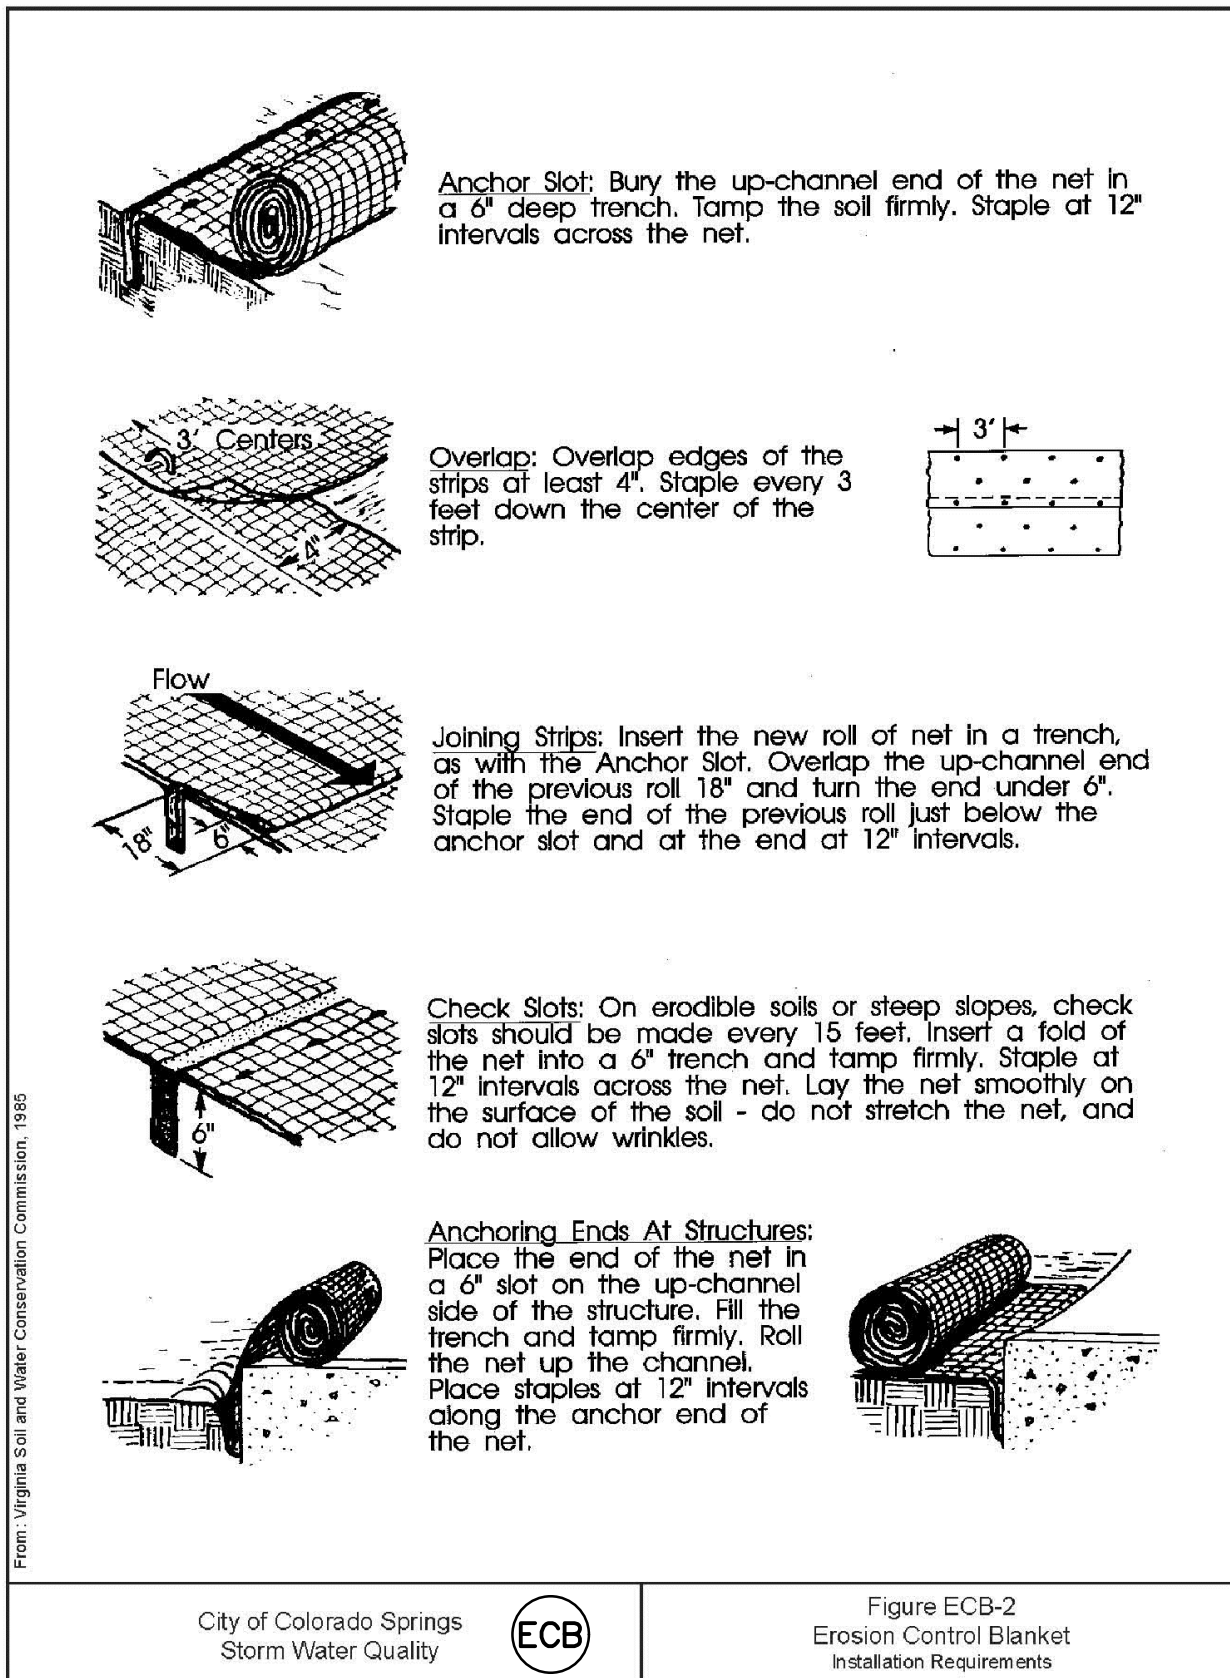 Anchor Slot: Bury the up-channel end of the net in
a 6" deep trench. Tamp the soil firmly. Staple at 12"
intervals across the net.
3' Centers
4"
Overlap: Overlap edges of the
strips at least 4". Staple every 3
feet down the center of the
strip.
3'
Flow
18"
6"
Joining Strips: Insert the new roll of net in a trench,
as with the Anchor Slot. Overlap the up-channel end
of the previous roll 18" and turn the end under 6".
Staple the end of the previous roll just below the
anchor slot and at the end at 12" intervals.
6"
Check Slots: On erodible soils or steep slopes, check
slots should be made every 15 feet. Insert a fold of
the net into a 6" trench and tamp firmly. Staple at
12" intervals across the net. Lay the net smoothly on
the surface of the soil - do not stretch the net, and
do not allow wrinkles.
Anchoring Ends At Structures:
Place the end of the net in
a 6" slot on the up-channel
side of the structure. Fill the
trench and tamp firmly. Roll
the net up the channel.
Place staples at 12" intervals
along the anchor end of
the net.
From: Virginia Soil and Water Conservation Commission, 1985
City of Colorado Springs
Storm Water Quality
ECB
Figure ECB-2
Erosion Control Blanket
Installation Requirements